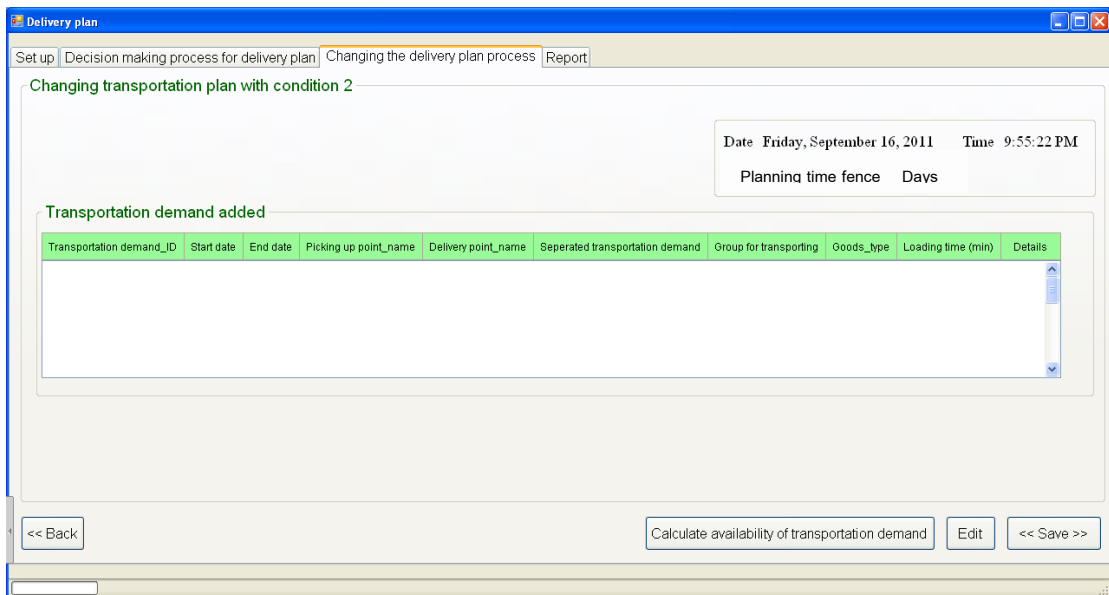 Delivery plan
Set up Decision making process for delivery plan Changing the delivery plan process Report
Changing transportation plan with condition 2
Date Friday, September 16, 2011 Time 9:55:22 PM
Planning time fence Days
Transportation demand added
Transportation demand_ID Start date End date Picking up point_name Delivery point_name Seperated transportation demand Group for transporting Goods_type Loading time (min) Details
<< Back Calculate availability of transportation demand Edit << Save >>